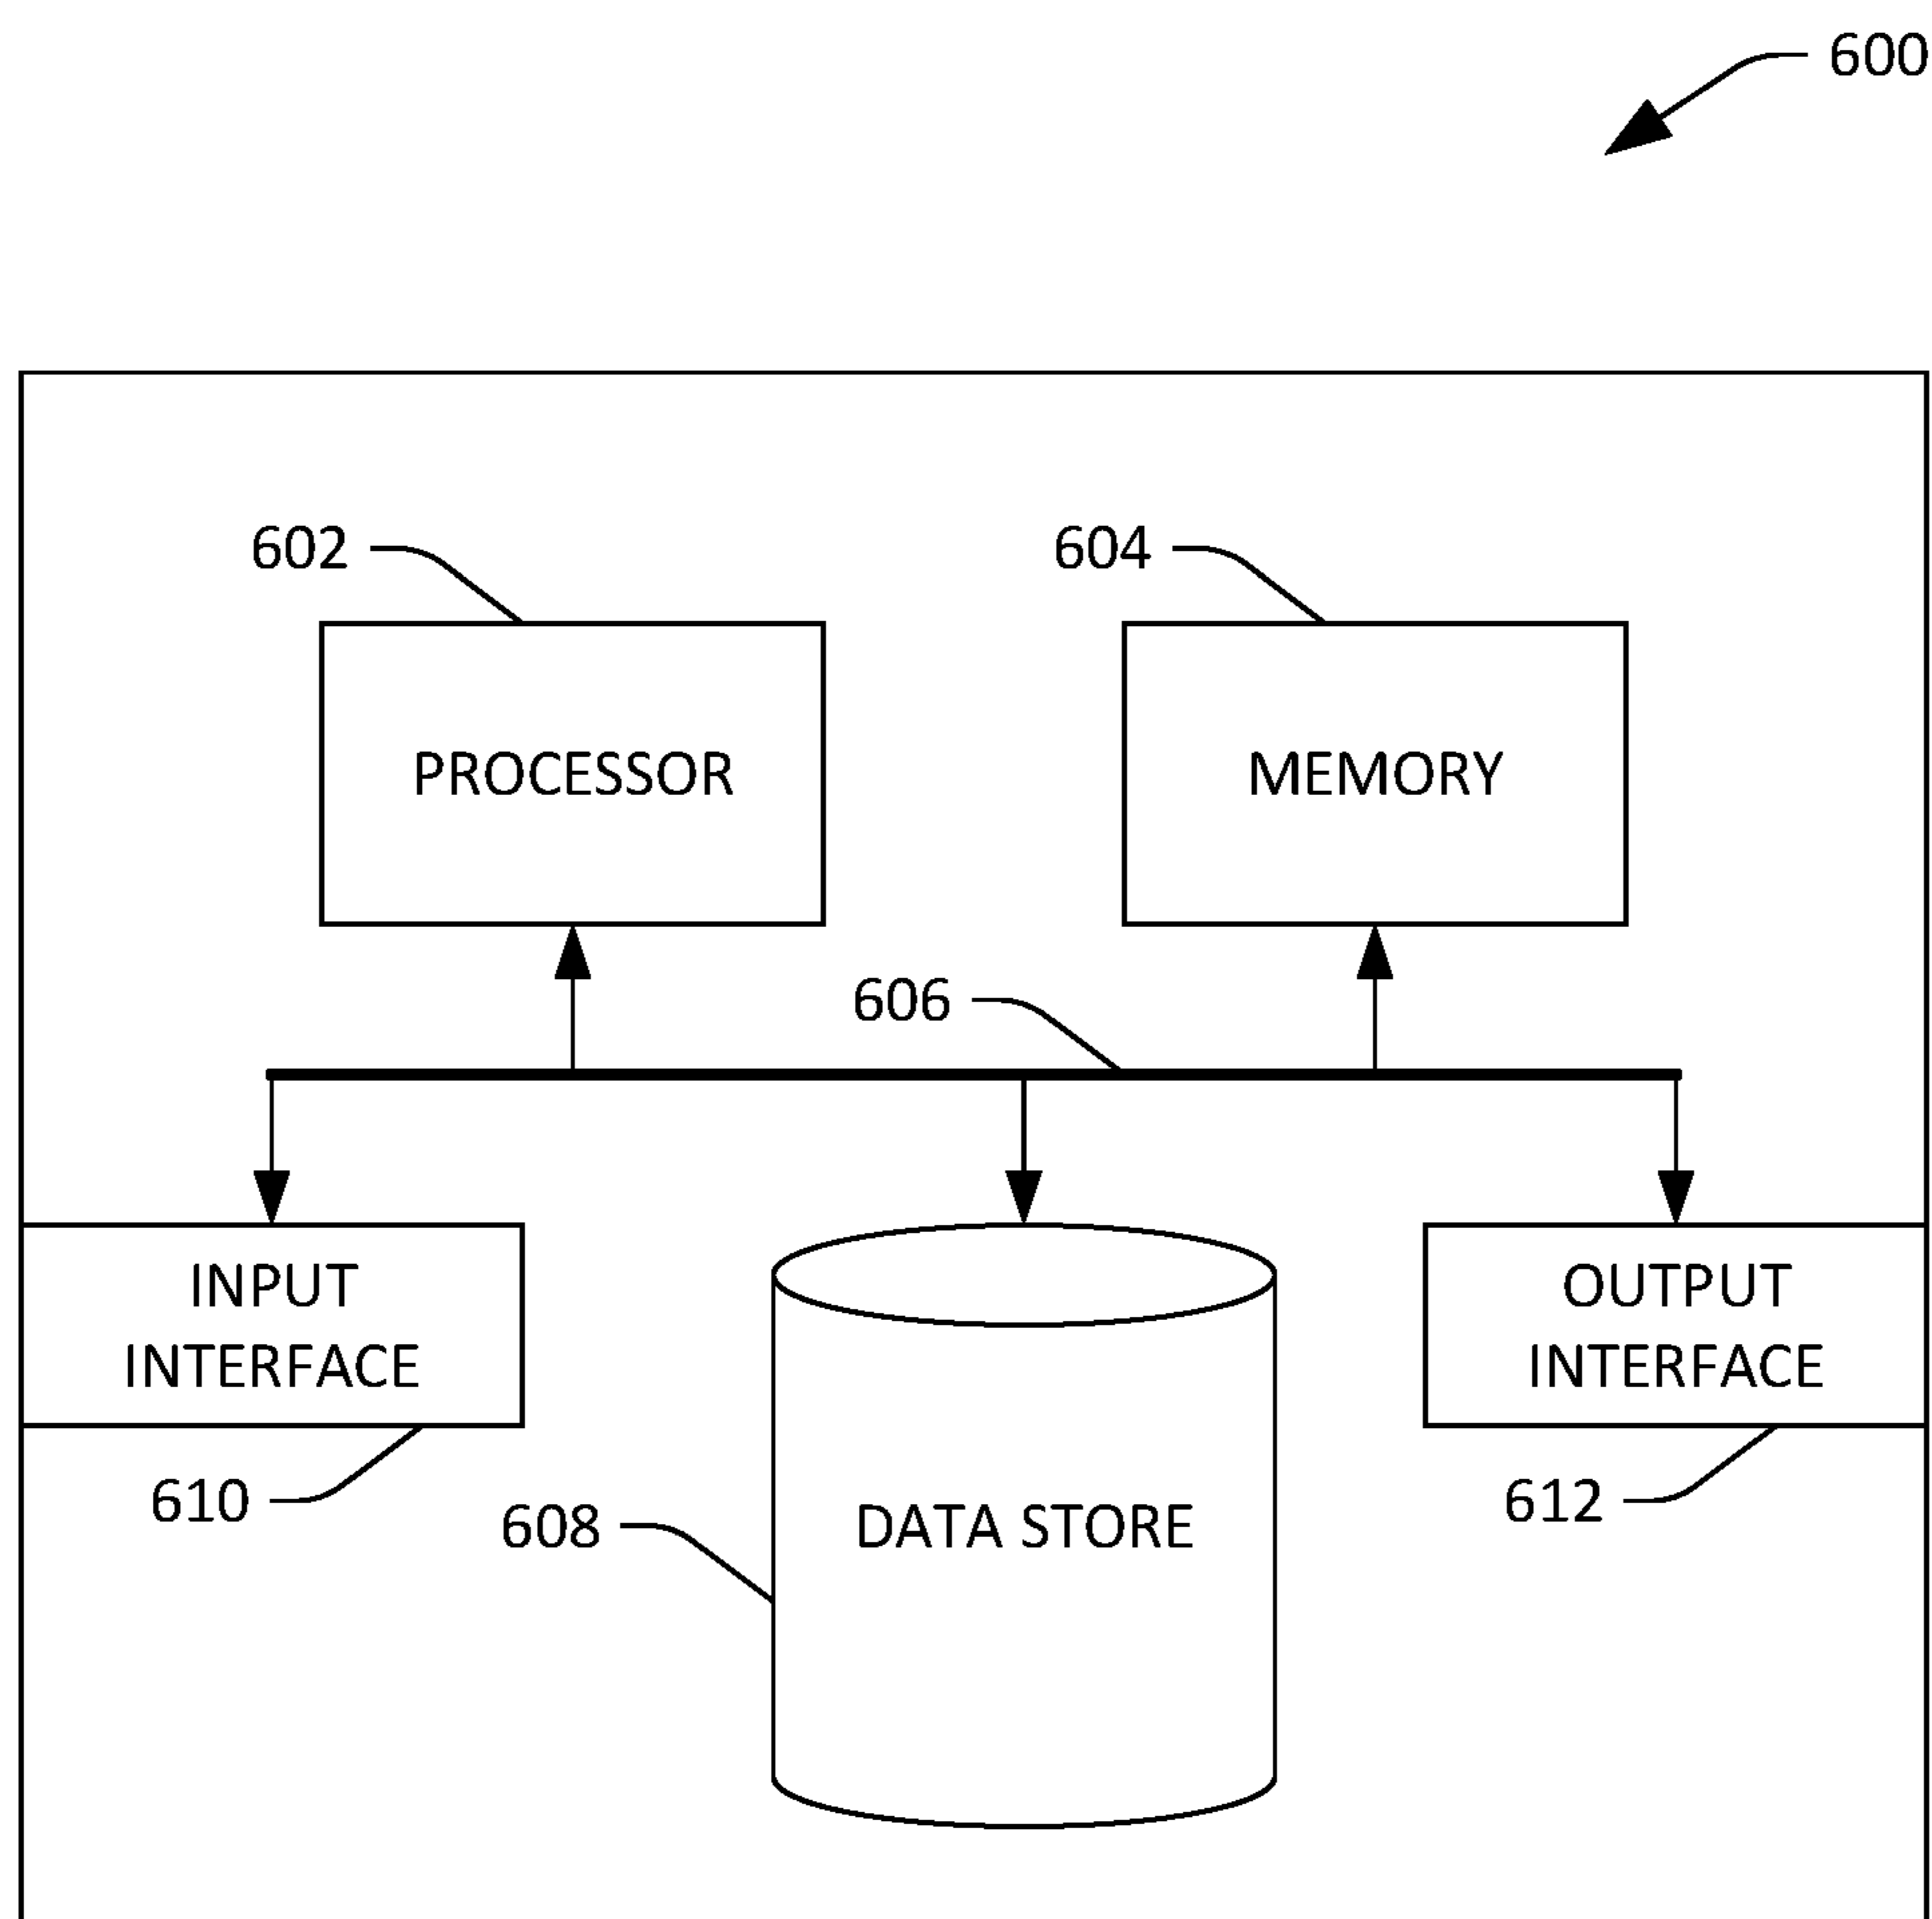 600
602
604
PROCESSOR
MEMORY
606
INPUT
INTERFACE
OUTPUT
INTERFACE
610
608
DATA STORE
612